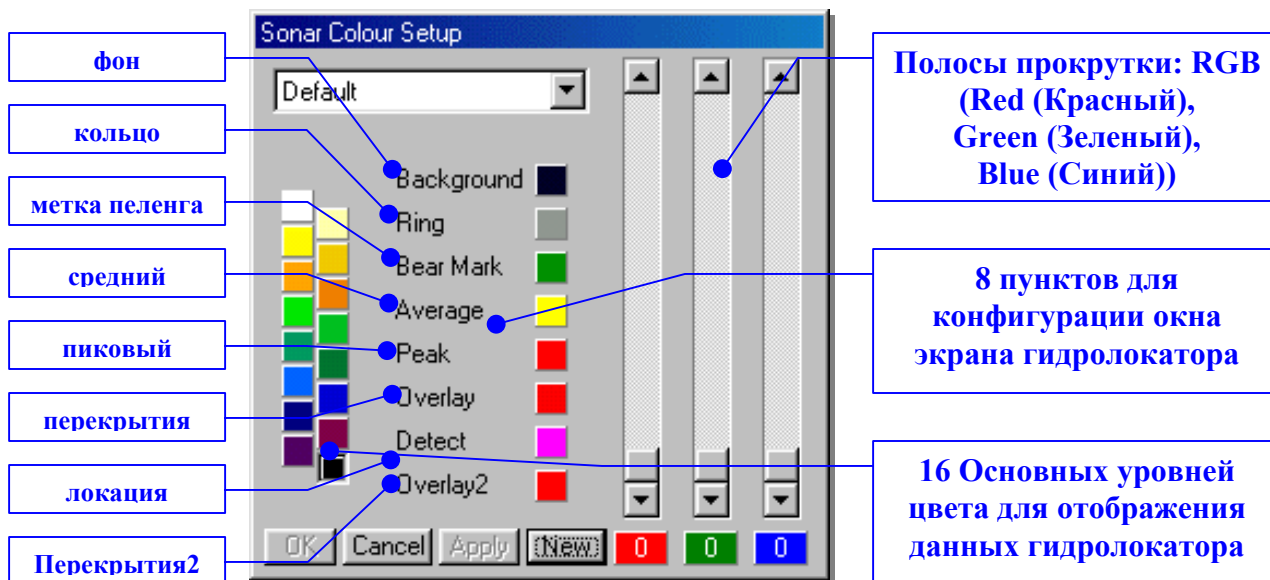 фон
кольцо
метка пеленга
средний
пиковый
перекрытия
локация
Перекрытия2
Sonar Colour Setup
Default
Background
Ring
Bear Mark
Average
Peak
Overlay
Detect
Overlay2
OK Cancel Apply New 0 0 0
Полосы прокрутки: RGB
(Red (Красный),
Green (Зеленый),
Blue (Синий))
8 пунктов для
конфигурации окна
экрана гидролокатора
16 Основных уровней
цвета для отображения
данных гидролокатора